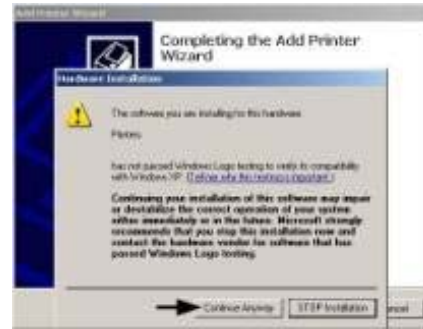 Add Printer Wizard
Completing the Add Printer
Wizard
Hardware Installation
The software you are installing for this hardware:
Printers
has not passed Windows Logo testing to verify its compatibility
with Windows XP. (Tell me why this testing is important.)
Continuing your installation of this software may impair
or destabilize the correct operation of your system
either immediately or in the future. Microsoft strongly
recommends that you stop this installation now and
contact the hardware vendor for software that has
passed Windows Logo testing.
Continue Anyway
STOP Installation